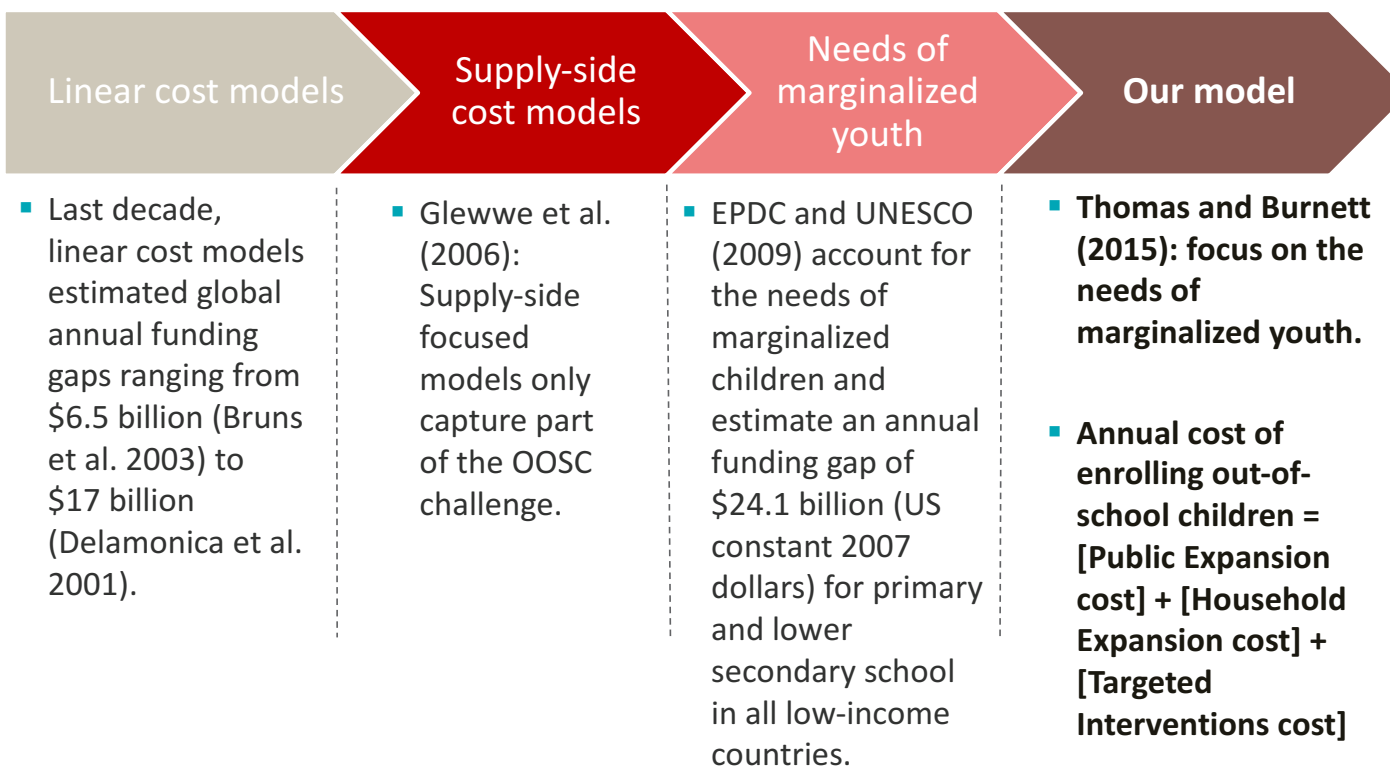 Linear cost models
Supply-side
cost models
Needs of
marginalized
youth
Our model
▪ Last decade,
linear cost models
estimated global
annual funding
gaps ranging from
$6.5 billion (Bruns
et al. 2003) to
$17 billion
(Delamonica et al.
2001).
▪ Glewwe et al.
(2006):
Supply-side
focused
models only
capture part
of the OOSC
challenge.
▪ EPDC and UNESCO
(2009) account for
the needs of
marginalized
children and
estimate an annual
funding gap of
$24.1 billion (US
constant 2007
dollars) for primary
and lower
secondary school
in all low-income
countries.
▪ Thomas and Burnett
(2015): focus on the
needs of
marginalized youth.
▪ Annual cost of
enrolling out-of-
school children =
[Public Expansion
cost] + [Household
Expansion cost] +
[Targeted
Interventions cost]